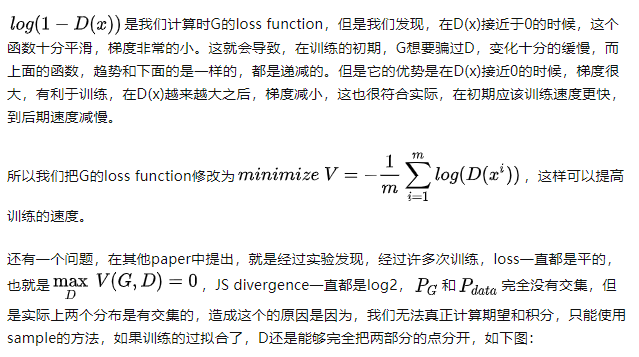 log(1 − D(x))是我们计算时G的loss function，但是我们发现，在D(x)接近于0的时候，这个
函数十分平滑，梯度非常的小。这就会导致，在训练的初期，G想要骗过D，变化十分的缓慢，而
上面的函数，趋势和下面的是一样的，都是递减的。但是它的优势是在D(x)接近0的时候，梯度很
大，有利于训练，在D(x)越来越大之后，梯度减小，这也很符合实际，在初期应该训练速度更快，
到后期速度减慢。
所以我们把G的loss function修改为 minimize V = −\frac{1}{m} \sum_{i=1}^{m} log(D(x^i))，这样可以提高
训练的速度。
还有一个问题，在其他paper中提出，就是经过实验发现，经过许多次训练，loss一直都是平的，
也就是 \max_{D} V(G, D) = 0，JS divergence一直都是log2，P_G 和 P_{data} 完全没有交集，但
是实际上两个分布是有交集的，造成这个的原因是因为，我们无法真正计算期望和积分，只能使用
sample的方法，如果训练的过拟合了，D还是能够完全把两部分的点分开，如下图：